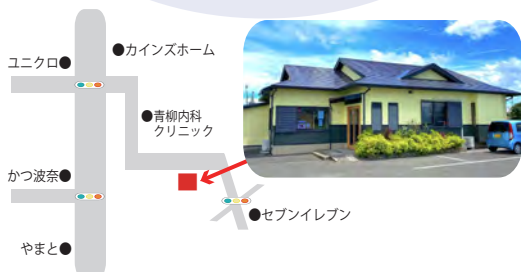 ●カインズホーム
ユニクロ●
●青柳内科
クリニック
かつ波奈●
●セブンイレブン
やまと●